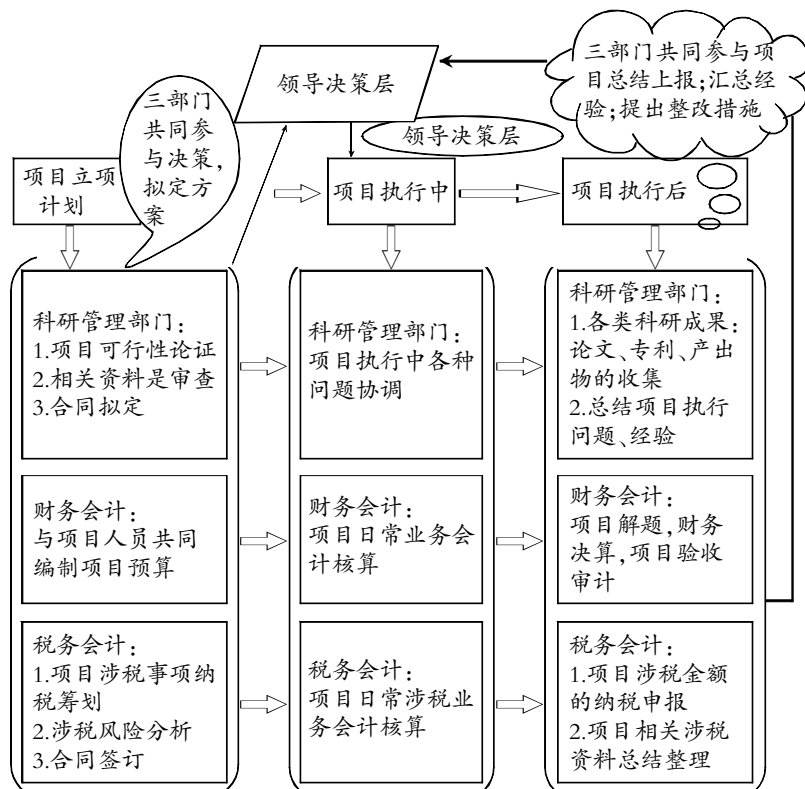 三部门共同参与项
目总结上报;汇总经
验;提出整改措施
领导决策层
三部门
共同参
与决策,
拟定方
案
领导决策层
项目立项
计划
项目执行中
项目执行后
科研管理部门:
1.项目可行性论证
2.相关资料是审查
3.合同拟定
科研管理部门:
项目执行中各种
问题协调
科研管理部门:
1.各类科研成果:
论文、专利、产出
物的收集
2.总结项目执行
问题、经验
财务会计:
与项目人员共同
编制项目预算
财务会计:
项目日常业务会
计核算
财务会计:
项目解题,财务
决算,项目验收
审计
税务会计:
1.项目涉税事项纳
税筹划
2.涉税风险分析
3.合同签订
税务会计:
项目日常涉税业
务会计核算
税务会计:
1.项目涉税金额
的纳税申报
2.项目相关涉税
资料总结整理